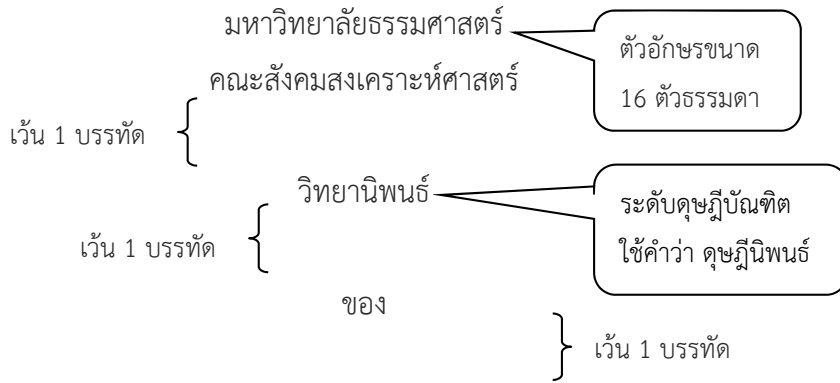 มหาวิทยาลัยธรรมศาสตร์
ตัวอักษรขนาด
16 ตัวธรรมดา
คณะสังคมสงเคราะห์ศาสตร์
เว้น 1 บรรทัด
วิทยานิพนธ์
ระดับดุษฎีบัณฑิต
ใช้คำว่า ดุษฎีนิพนธ์
เว้น 1 บรรทัด
ของ
เว้น 1 บรรทัด